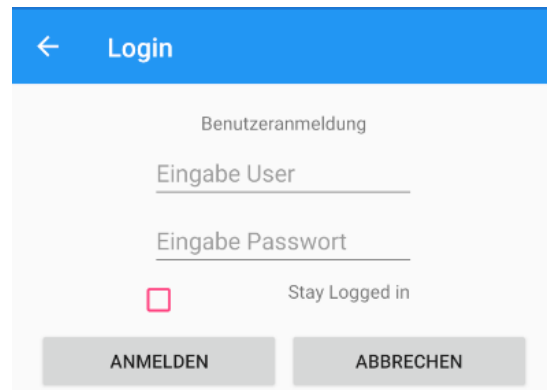 Login
Benutzeranmeldung
Eingabe User
Eingabe Passwort
Stay Logged in
ANMELDEN ABBRECHEN